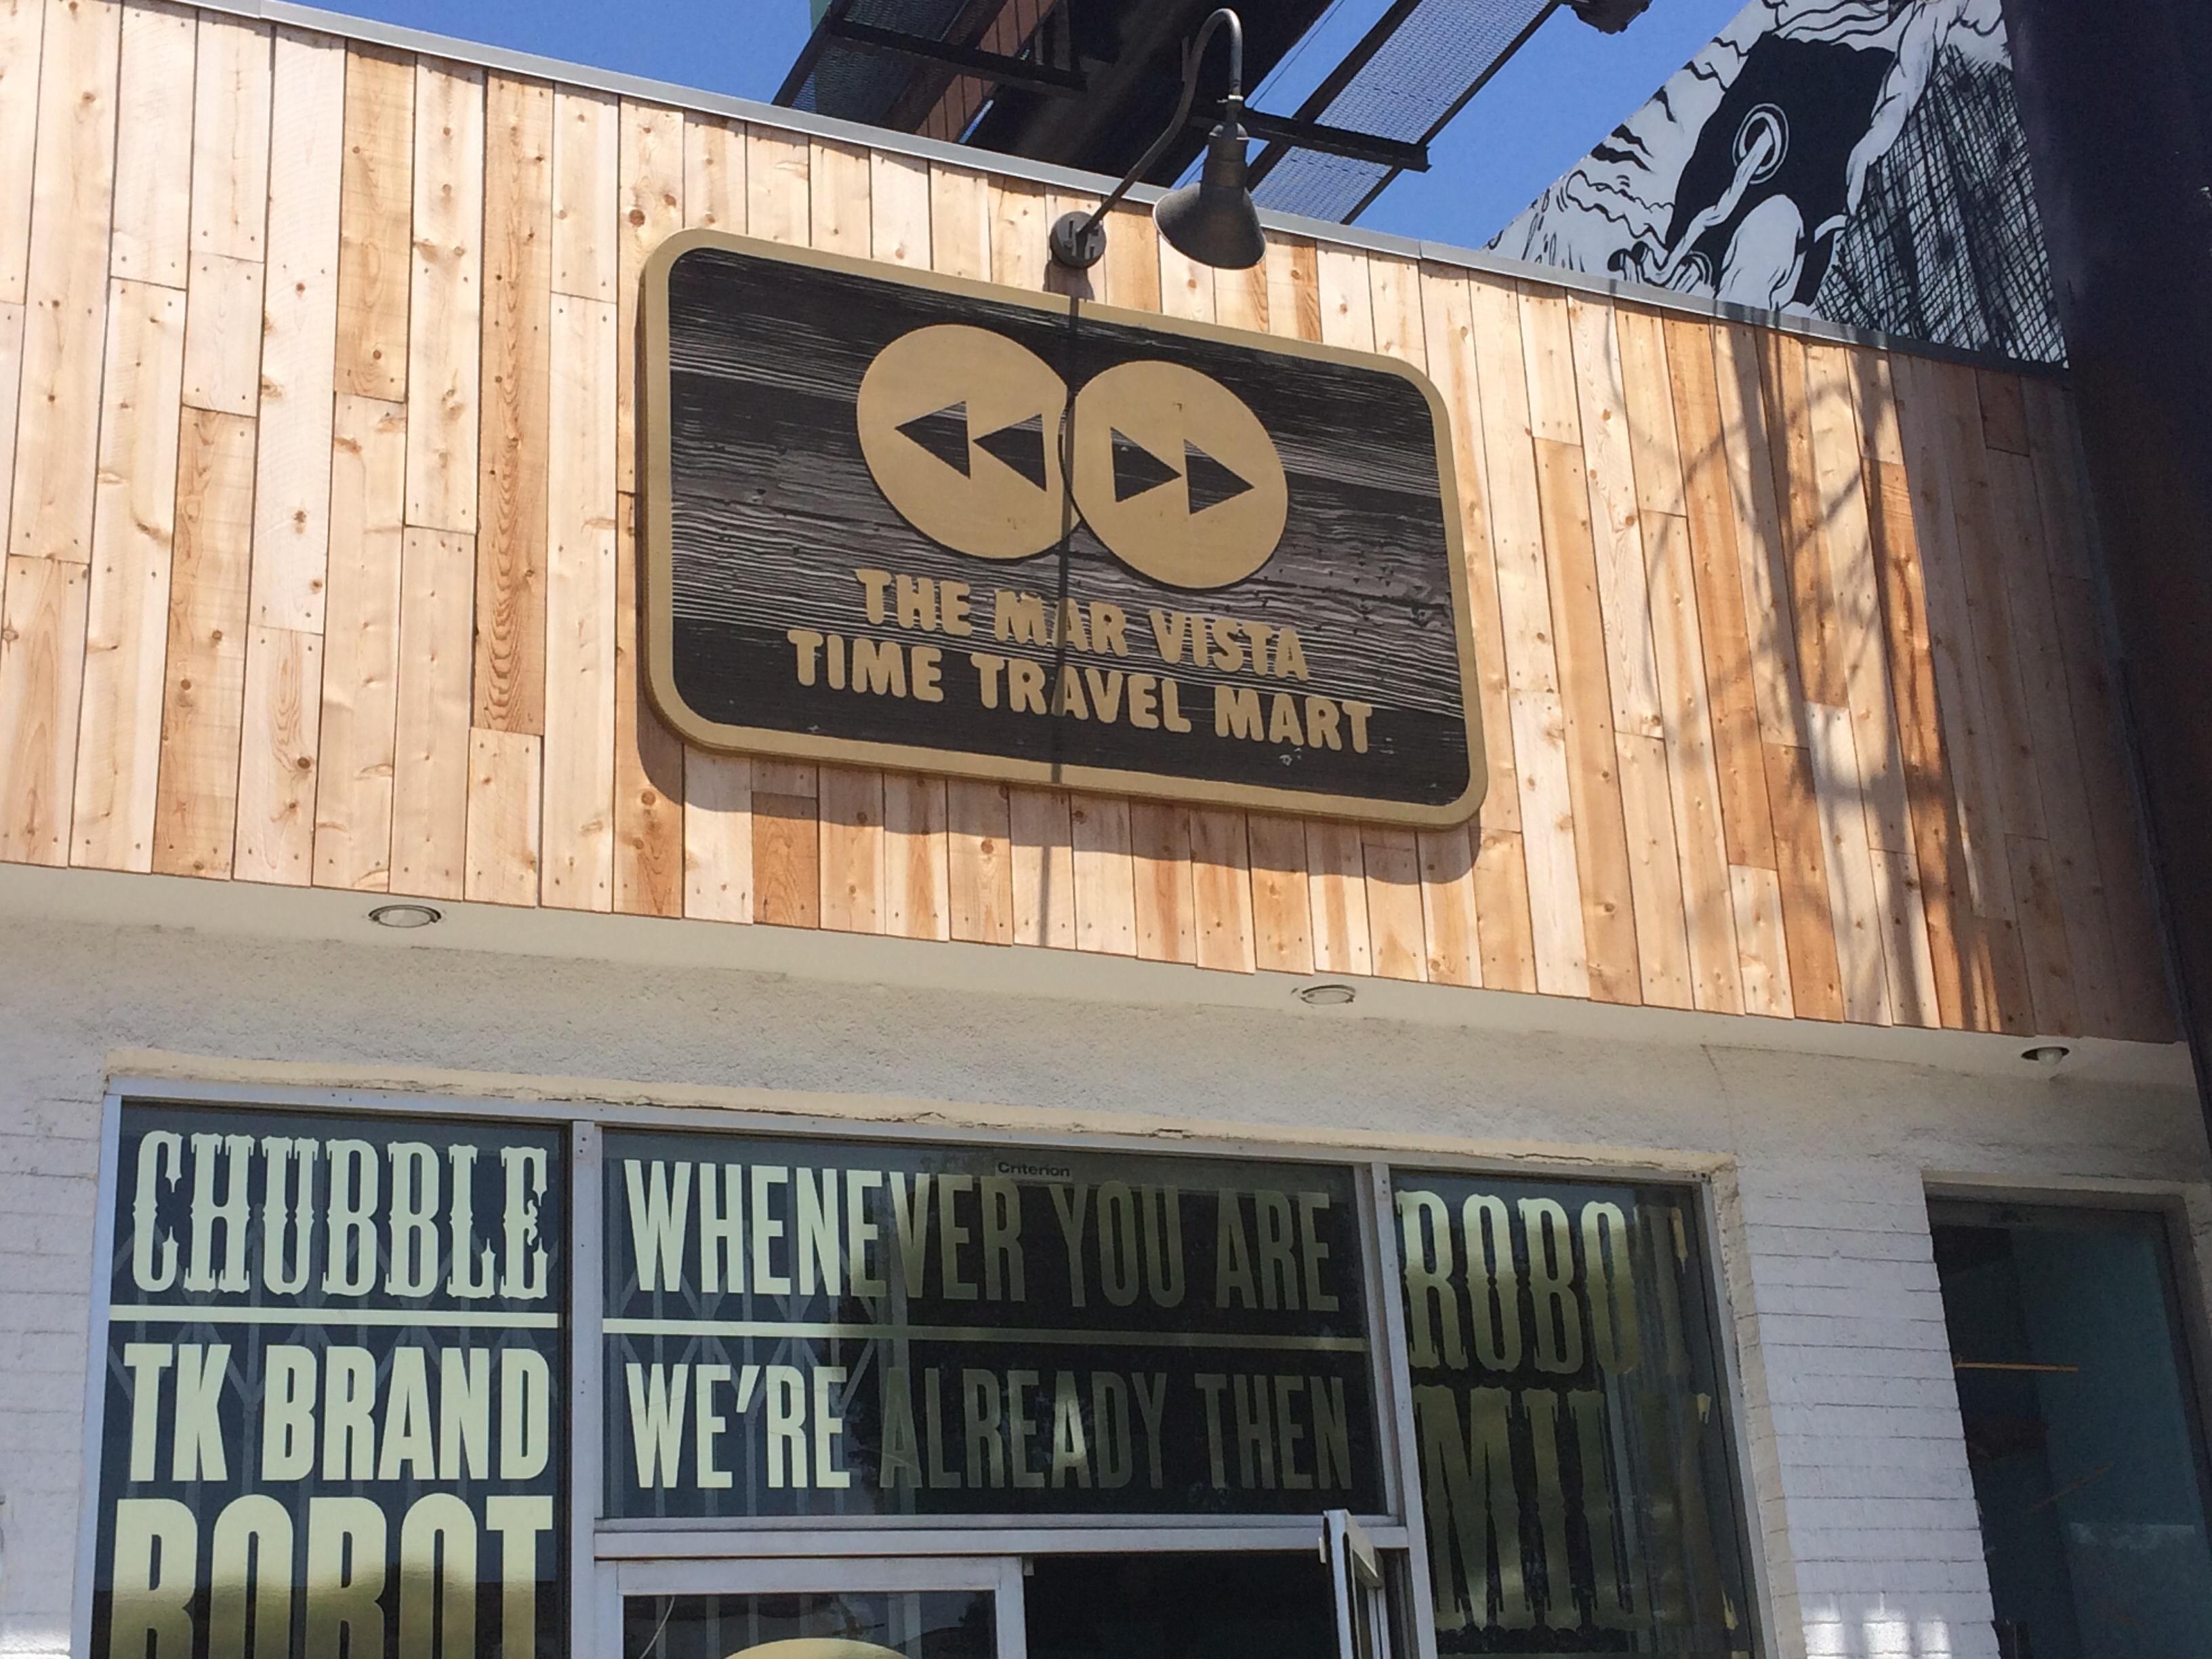 THE MAR VISTA
TIME TRAVEL MART
CHUBBLE
TK BRAND
ROBOT
Criterion
WHENEVER YOU ARE
WE'RE ALREADY THEN
ROBOT